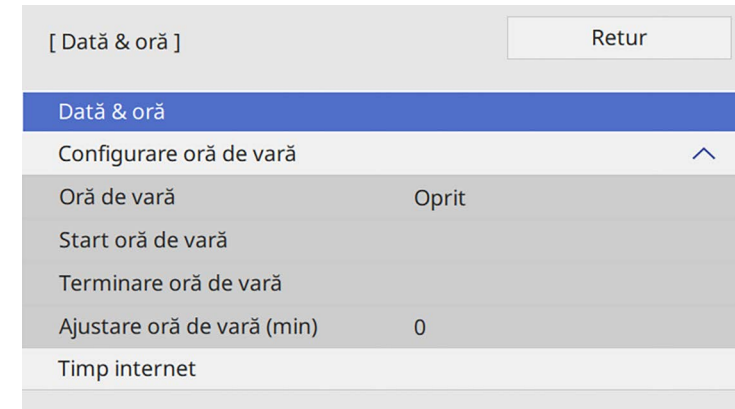 [ Dată & oră ]
Retur
Dată & oră
Configurare oră de vară
Oră de vară Oprit
Start oră de vară
Terminare oră de vară
Ajustare oră de vară (min) 0
Timp internet